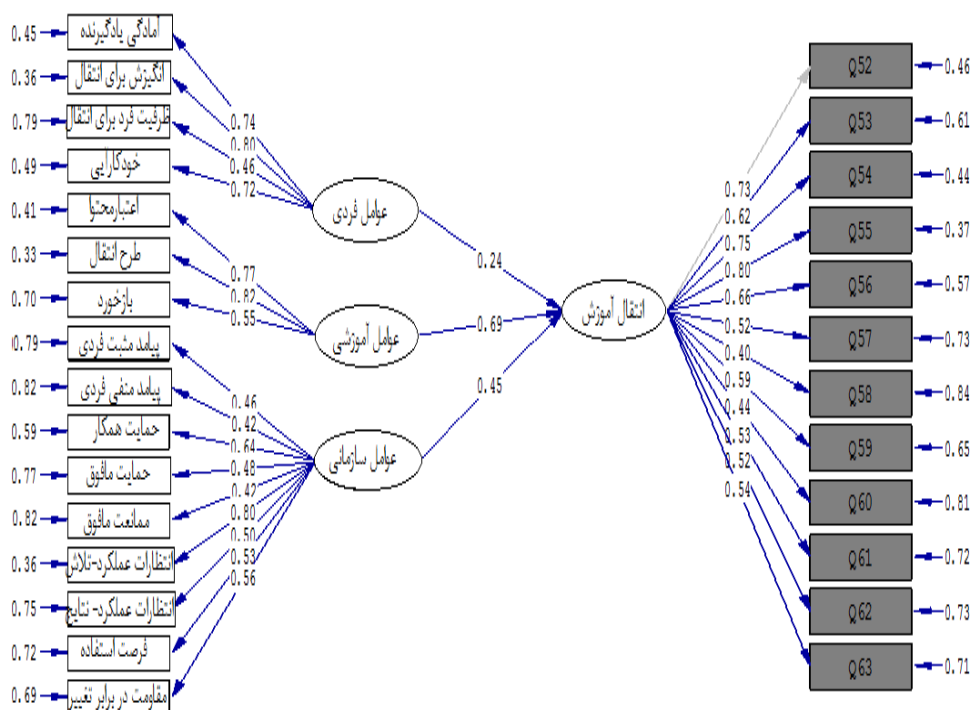 0.45
آمادگی یادگیرنده
0.36
انگیزش برای انتقال
0.79
ظرفیت فرد برای انتقال
0.49
خودکارآیی
0.41
اعتبارمحتوا
0.33
طرح انتقال
0.70
بازخورد
0.79
پیامد مثبت فردی
0.82
پیامد منفی فردی
0.59
حمایت همکار
0.77
حمایت مافوق
0.82
ممانعت مافوق
0.36
انتظارات عملکرد-تلاش
0.75
انتظارات عملکرد- نتایج
0.72
فرصت استفاده
0.69
مقاومت در برابر تغییر
0.74
0.80
0.46
0.72
0.77
0.82
0.55
0.46
0.42
0.64
0.48
0.42
0.80
0.50
0.53
0.56
عوامل فردی
عوامل آموزشی
عوامل سازمانی
0.24
0.69
0.45
انتقال آموزش
0.73
0.62
0.75
0.80
0.66
0.52
0.40
0.59
0.44
0.53
0.52
0.54
Q52
0.46
Q53
0.61
Q54
0.44
Q55
0.37
Q56
0.57
Q57
0.73
Q58
0.84
Q59
0.65
Q60
0.81
Q61
0.72
Q62
0.73
Q63
0.71